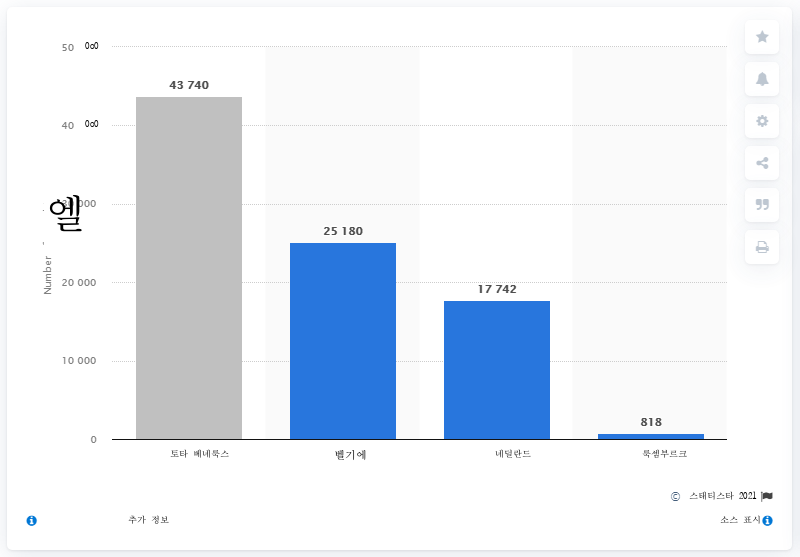 50 000
43 740
40 000
엘
25 180
Number
20 000
17 742
10 000
818
0
토타 베네룩스
벨기에
네덜란드
룩셈부르크
© 스태티스타 2021
추가 정보
소스 표시